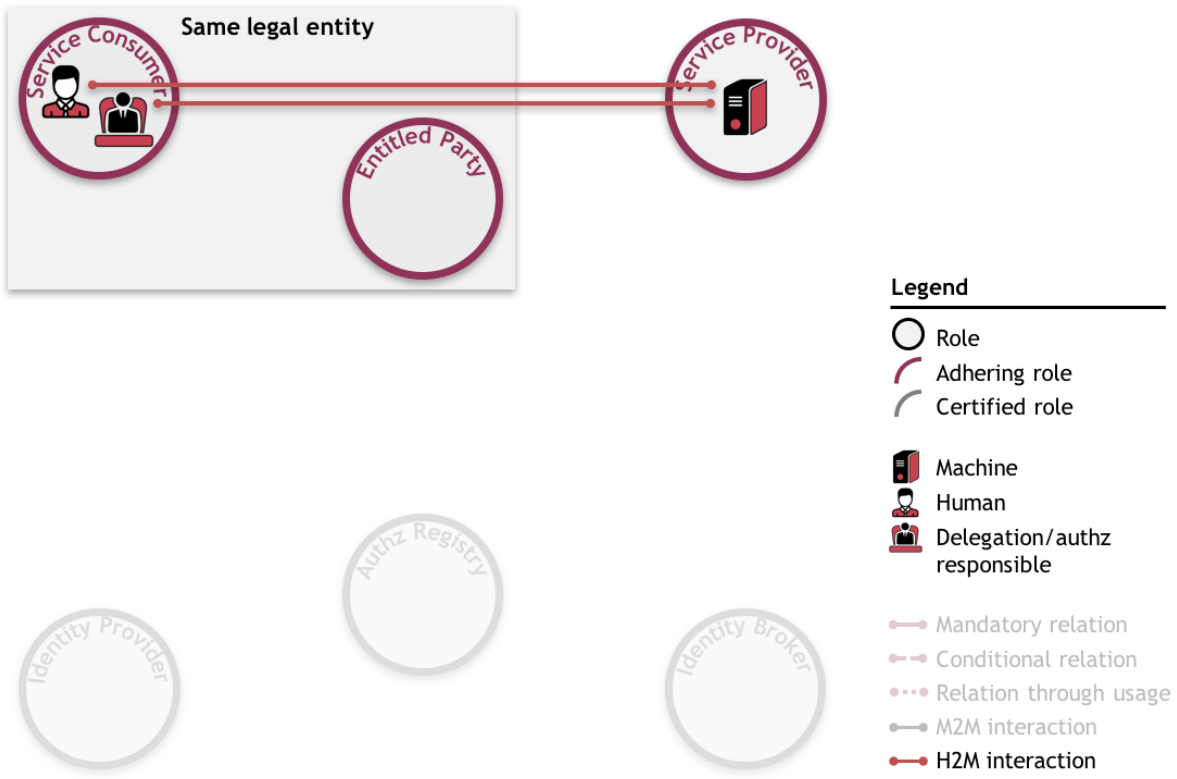 Same legal entity
Service Consumer
Service Provider
Entitled Party
Legend
Role
Adhering role
Certified role
Machine
Human
Delegation/authz
responsible
Authz Registry
Identity Provider
Identity Broker
Mandatory relation
Conditional relation
Relation through usage
M2M interaction
H2M interaction